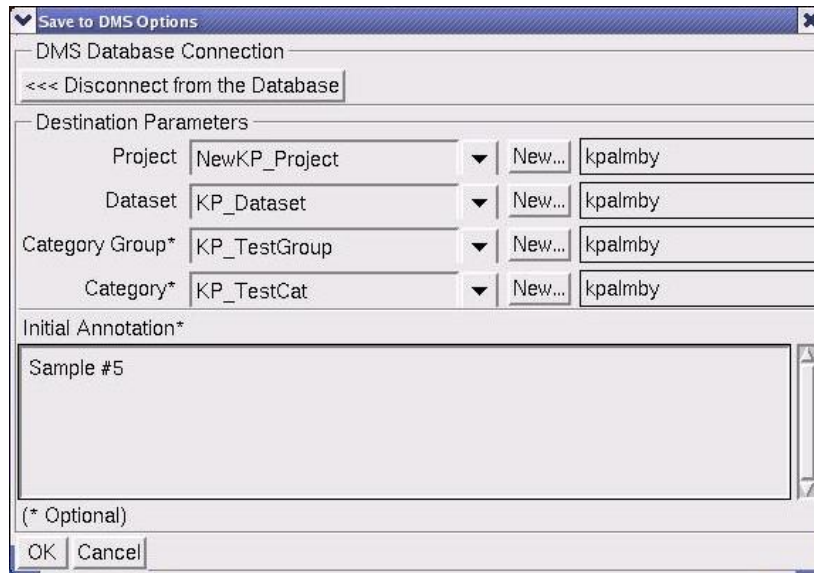 Save to DMS Options
DMS Database Connection
<<< Disconnect from the Database
Destination Parameters
Project NewKP_Project New... kpalmby
Dataset KP_Dataset New... kpalmby
Category Group* KP_TestGroup New... kpalmby
Category* KP_TestCat New... kpalmby
Initial Annotation*
Sample #5
(* Optional)
OK Cancel